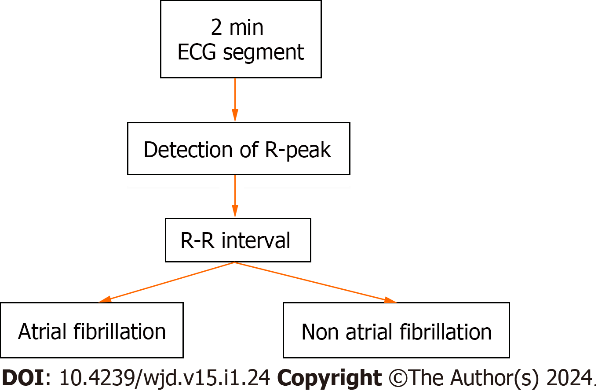 2 min
ECG segment
Detection of R-peak
R-R interval
Atrial fibrillation
Non atrial fibrillation
DOI: 10.4239/wjd.v15.i1.24 Copyright ©The Author(s) 2024.